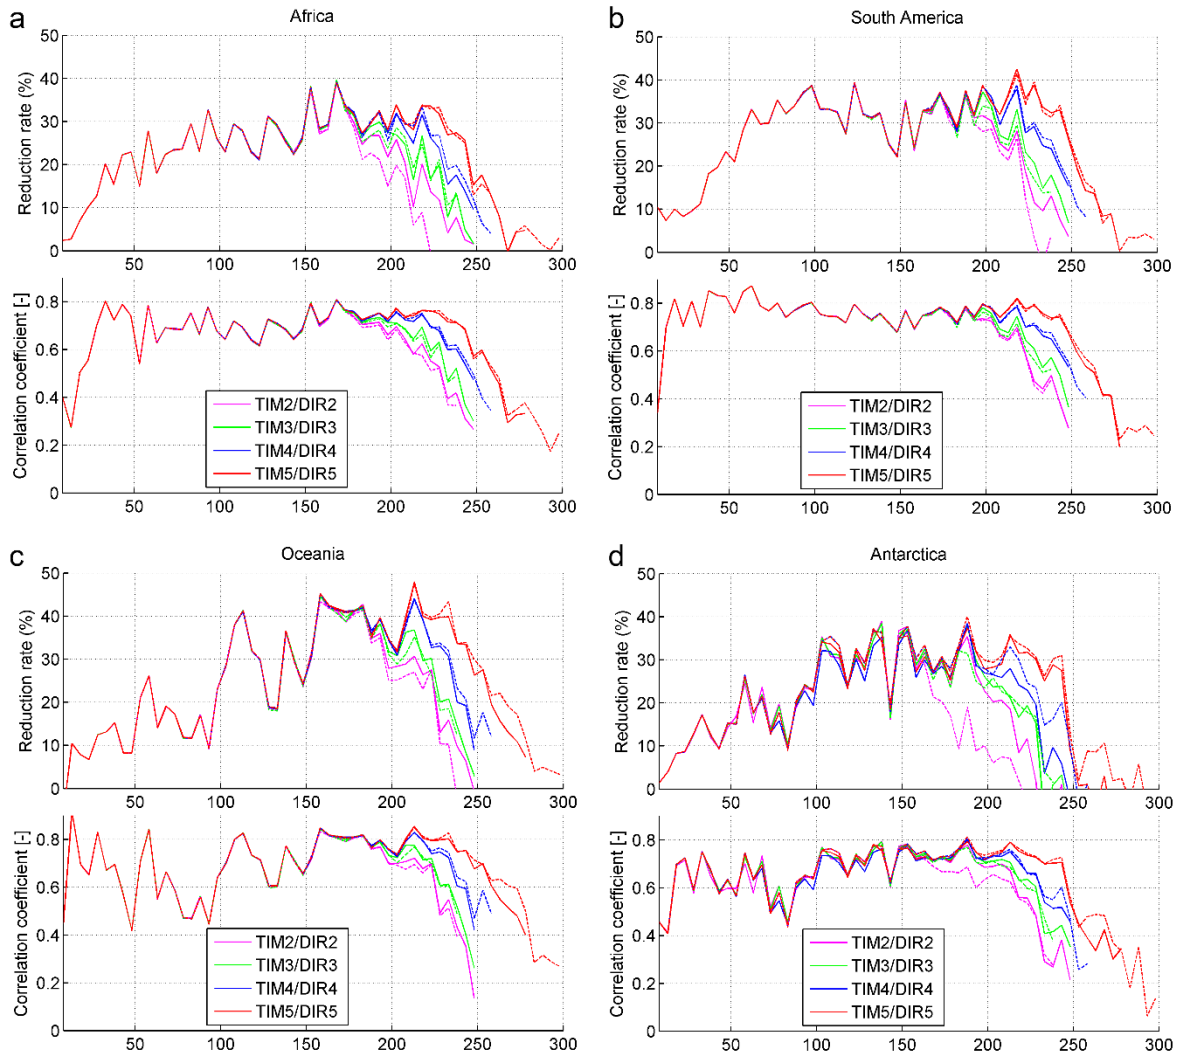 a
Africa
Reduction rate (%)
50
40
30
20
10
0
50 100 150 200 250 300
Correlation coefficient [-]
0.8
0.6
0.4
0.2
0
TIM2/DIR2
TIM3/DIR3
TIM4/DIR4
TIM5/DIR5
50 100 150 200 250 300
b
South America
Reduction rate (%)
50
40
30
20
10
0
50 100 150 200 250 300
Correlation coefficient [-]
0.8
0.6
0.4
0.2
0
TIM2/DIR2
TIM3/DIR3
TIM4/DIR4
TIM5/DIR5
50 100 150 200 250 300
c
Oceania
Reduction rate (%)
50
40
30
20
10
0
50 100 150 200 250 300
Correlation coefficient [-]
0.8
0.6
0.4
0.2
0
TIM2/DIR2
TIM3/DIR3
TIM4/DIR4
TIM5/DIR5
50 100 150 200 250 300
d
Antarctica
Reduction rate (%)
50
40
30
20
10
0
50 100 150 200 250 300
Correlation coefficient [-]
0.8
0.6
0.4
0.2
0
TIM2/DIR2
TIM3/DIR3
TIM4/DIR4
TIM5/DIR5
50 100 150 200 250 300